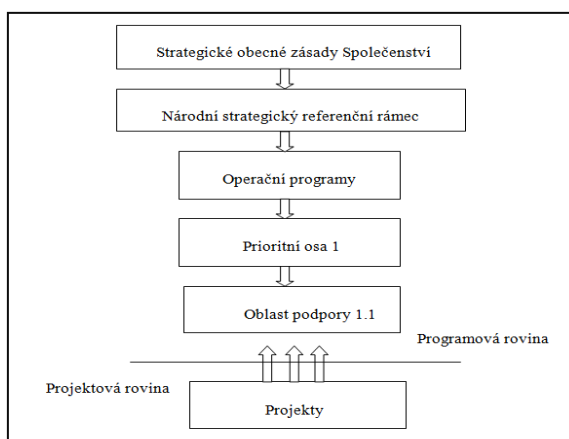 Strategické obecné zásady Společenství
Národní strategický referenční rámec
Operační programy
Prioritní osa 1
Oblast podpory 1.1
Programová rovina
Projektová rovina
Projekty